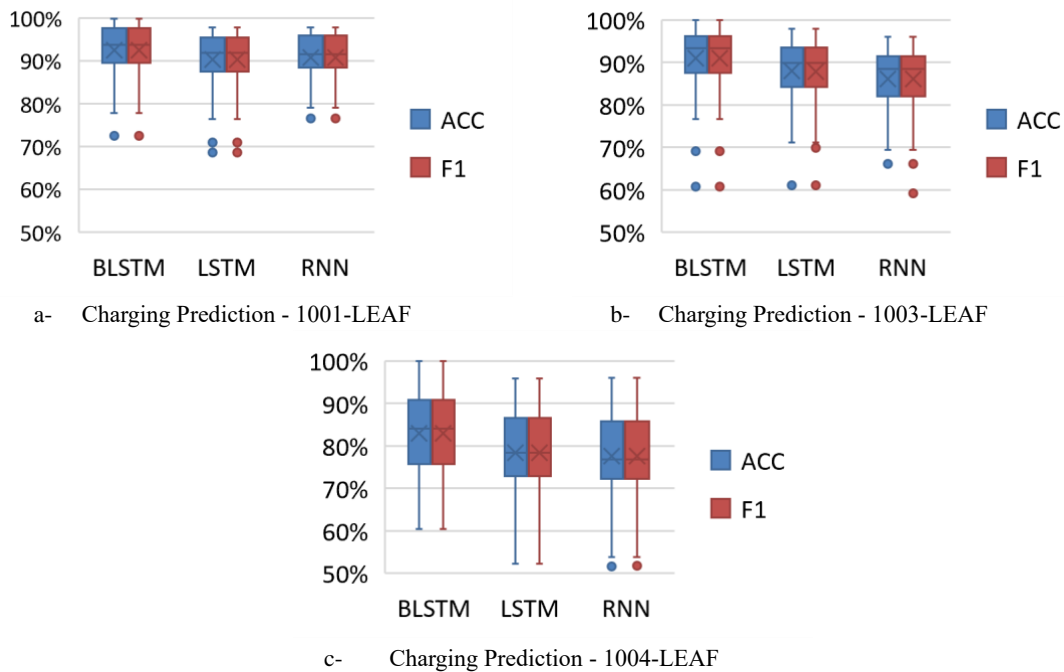 100%
90%
80%
70%
60%
50%
BLSTM LSTM RNN
ACC
F1
a- Charging Prediction - 1001-LEAF
100%
90%
80%
70%
60%
50%
BLSTM LSTM RNN
ACC
F1
b- Charging Prediction - 1003-LEAF
100%
90%
80%
70%
60%
50%
BLSTM LSTM RNN
ACC
F1
c- Charging Prediction - 1004-LEAF